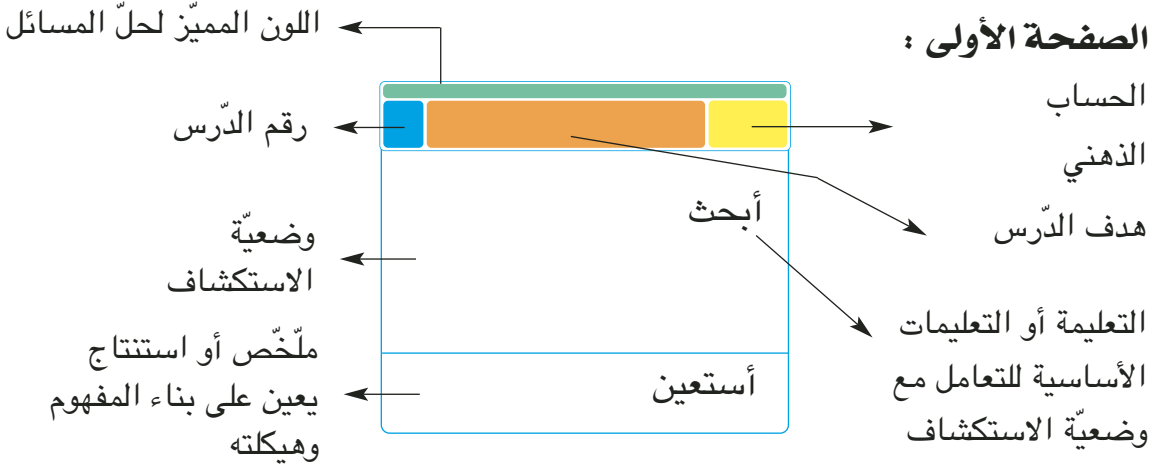 الصفحة الأولى :
الحساب
الذهني
هدف الدّرس
التعليمة أو التعليمات
الأساسية للتعامل مع
وضعيّة الاستكشاف
أبحث
أستعين
اللون المميّز لحلّ المسائل
رقم الدّرس
وضعيّة
الاستكشاف
ملّخّص أو استنتاج
يعين على بناء المفهوم
وهيكلته